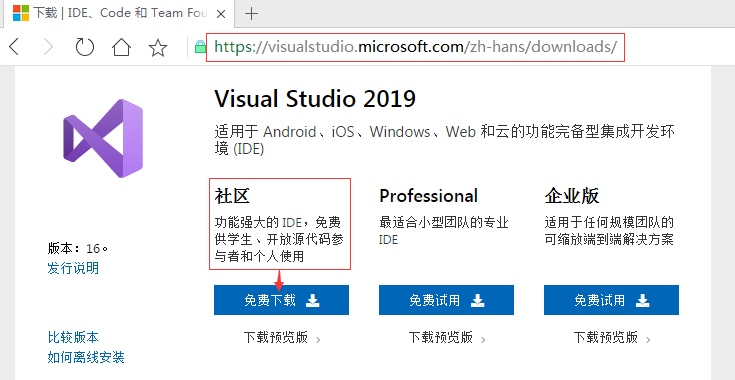 下载 | IDE、Code 和 Team Fou
https://visualstudio.microsoft.com/zh-hans/downloads/
Visual Studio 2019
适用于 Android、iOS、Windows、Web 和云的功能完备型集成开发环
境 (IDE)
社区
功能强大的 IDE，免费
供学生、开放源代码参
与者和个人使用
免费下载
下载预览版
Professional
最适合小型团队的专业
IDE
免费试用
下载预览版
企业版
适用于任何规模团队的
可缩放端到端解决方案
免费试用
下载预览版
版本：16。
发行说明
比较版本
如何离线安装